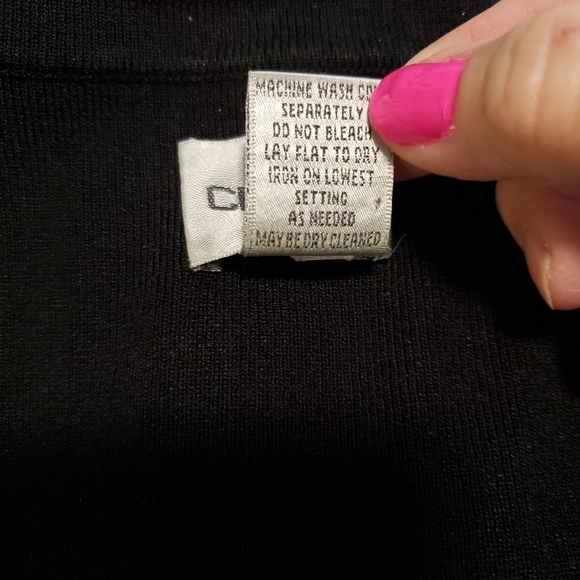 MACHINE WASH
SEPARATELY
DO NOT BLEACH
LAY FLAT TO DRY
IRON ON LOWEST
SETTING
AS NEEDED
MAY BE DRY CLEANED